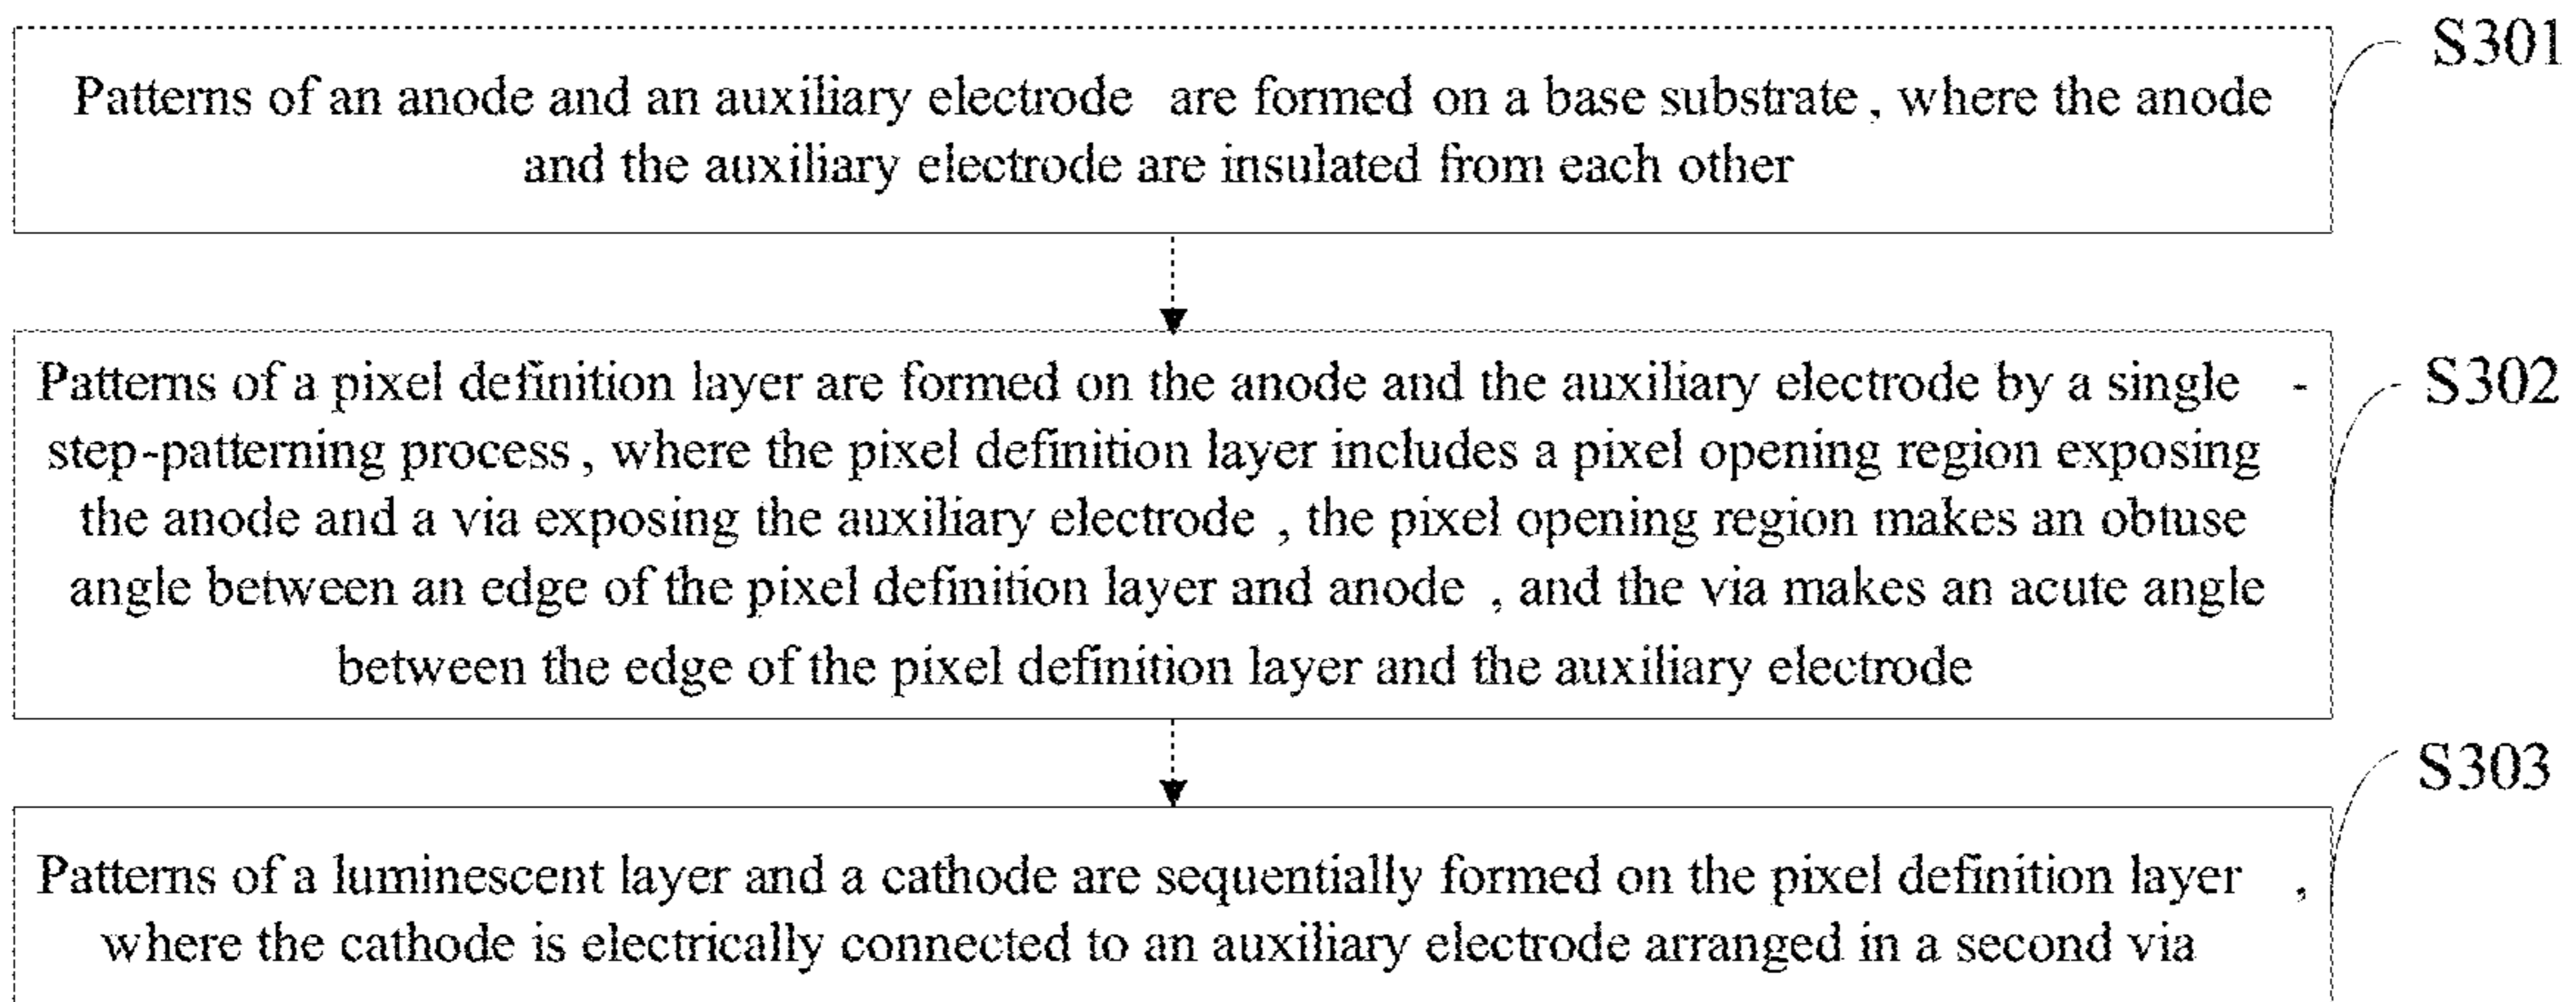 S301
Patterns of an anode and an auxiliary electrode are formed on a base substrate, where the anode
and the auxiliary electrode are insulated from each other
S302
Patterns of a pixel definition layer are formed on the anode and the auxiliary electrode by a single -
step-patterning process, where the pixel definition layer includes a pixel opening region exposing
the anode and a via exposing the auxiliary electrode , the pixel opening region makes an obtuse
angle between an edge of the pixel definition layer and anode , and the via makes an acute angle
between the edge of the pixel definition layer and the auxiliary electrode
S303
Patterns of a luminescent layer and a cathode are sequentially formed on the pixel definition layer ,
where the cathode is electrically connected to an auxiliary electrode arranged in a second via